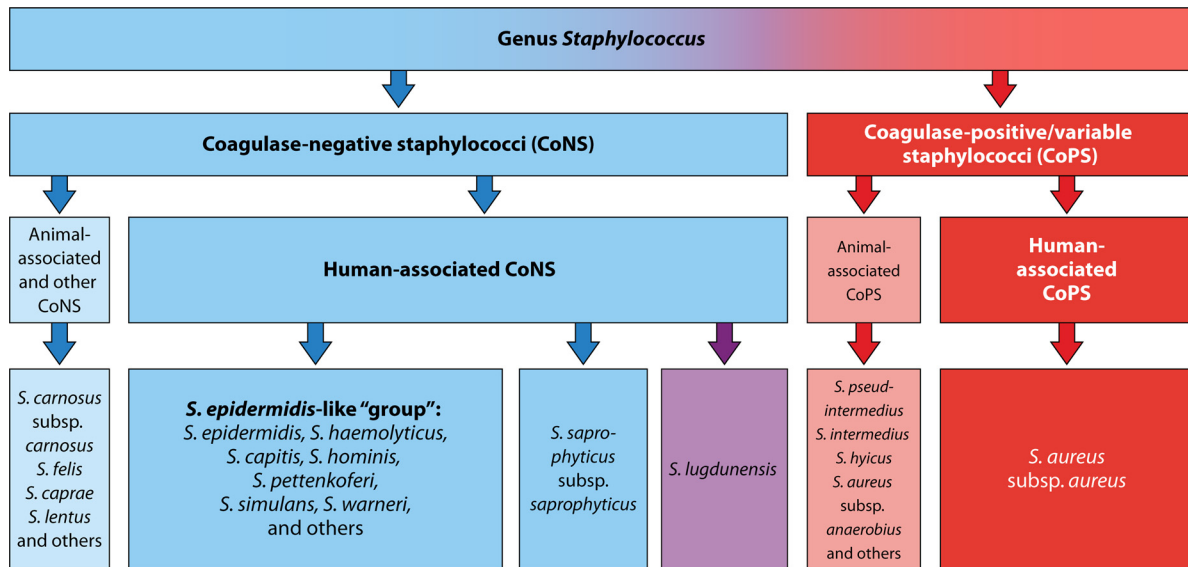 Genus Staphylococcus
Coagulase-negative staphylococci (CoNS)
Coagulase-positive/variable
staphylococci (CoPS)
Animal-
associated
and other
CoNS
Human-associated CoNS
Animal-
associated
CoPS
Human-
associated
CoPS
S. carnosus
subsp.
carnosus
S. felis
S. caprae
S. lentus
and others
S. epidermidis-like “group”:
S. epidermidis, S. haemolyticus,
S. capitis, S. hominis,
S. pettenkoferi,
S. simulans, S. warneri,
and others
S. sapro-
phyticus
subsp.
saprophyticus
S. lugdunensis
S. pseud-
intermedius
S. intermedius
S. hyicus
S. aureus
subsp.
anaerobius
and others
S. aureus
subsp. aureus